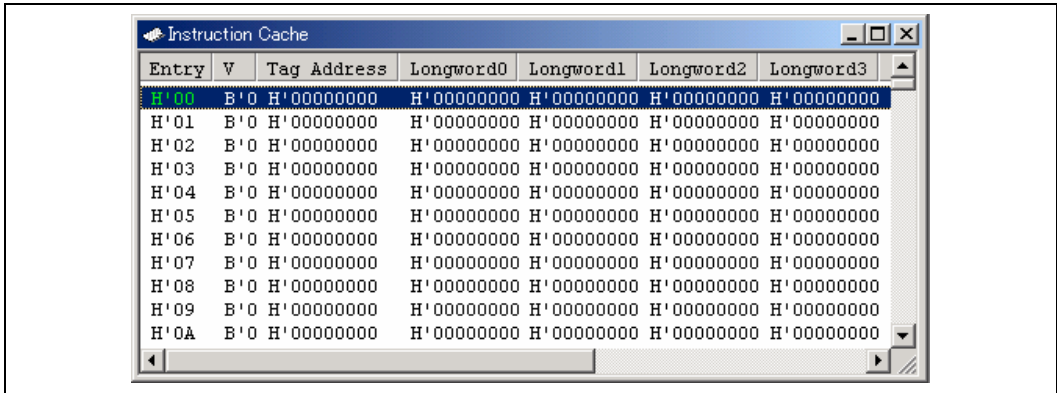 Instruction Cache
Entry V Tag Address Longword0 Longword1 Longword2 Longword3
H'00 B'0 H'00000000 H'00000000 H'00000000 H'00000000 H'00000000
H'01 B'0 H'00000000 H'00000000 H'00000000 H'00000000 H'00000000
H'02 B'0 H'00000000 H'00000000 H'00000000 H'00000000 H'00000000
H'03 B'0 H'00000000 H'00000000 H'00000000 H'00000000 H'00000000
H'04 B'0 H'00000000 H'00000000 H'00000000 H'00000000 H'00000000
H'05 B'0 H'00000000 H'00000000 H'00000000 H'00000000 H'00000000
H'06 B'0 H'00000000 H'00000000 H'00000000 H'00000000 H'00000000
H'07 B'0 H'00000000 H'00000000 H'00000000 H'00000000 H'00000000
H'08 B'0 H'00000000 H'00000000 H'00000000 H'00000000 H'00000000
H'09 B'0 H'00000000 H'00000000 H'00000000 H'00000000 H'00000000
H'0A B'0 H'00000000 H'00000000 H'00000000 H'00000000 H'00000000